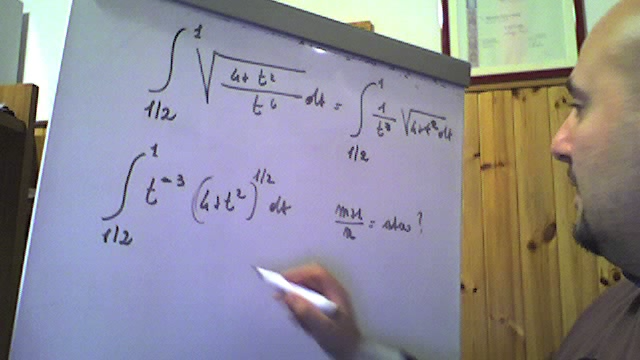 ∫_{1/2}^{1} √((4+t²)/t⁶) dt = ∫_{1/2}^{1} 1/t³ √(4+t²) dt
∫_{1/2}^{1} t⁻³ (4+t²)^{1/2} dt   (m+1)/n =   ?